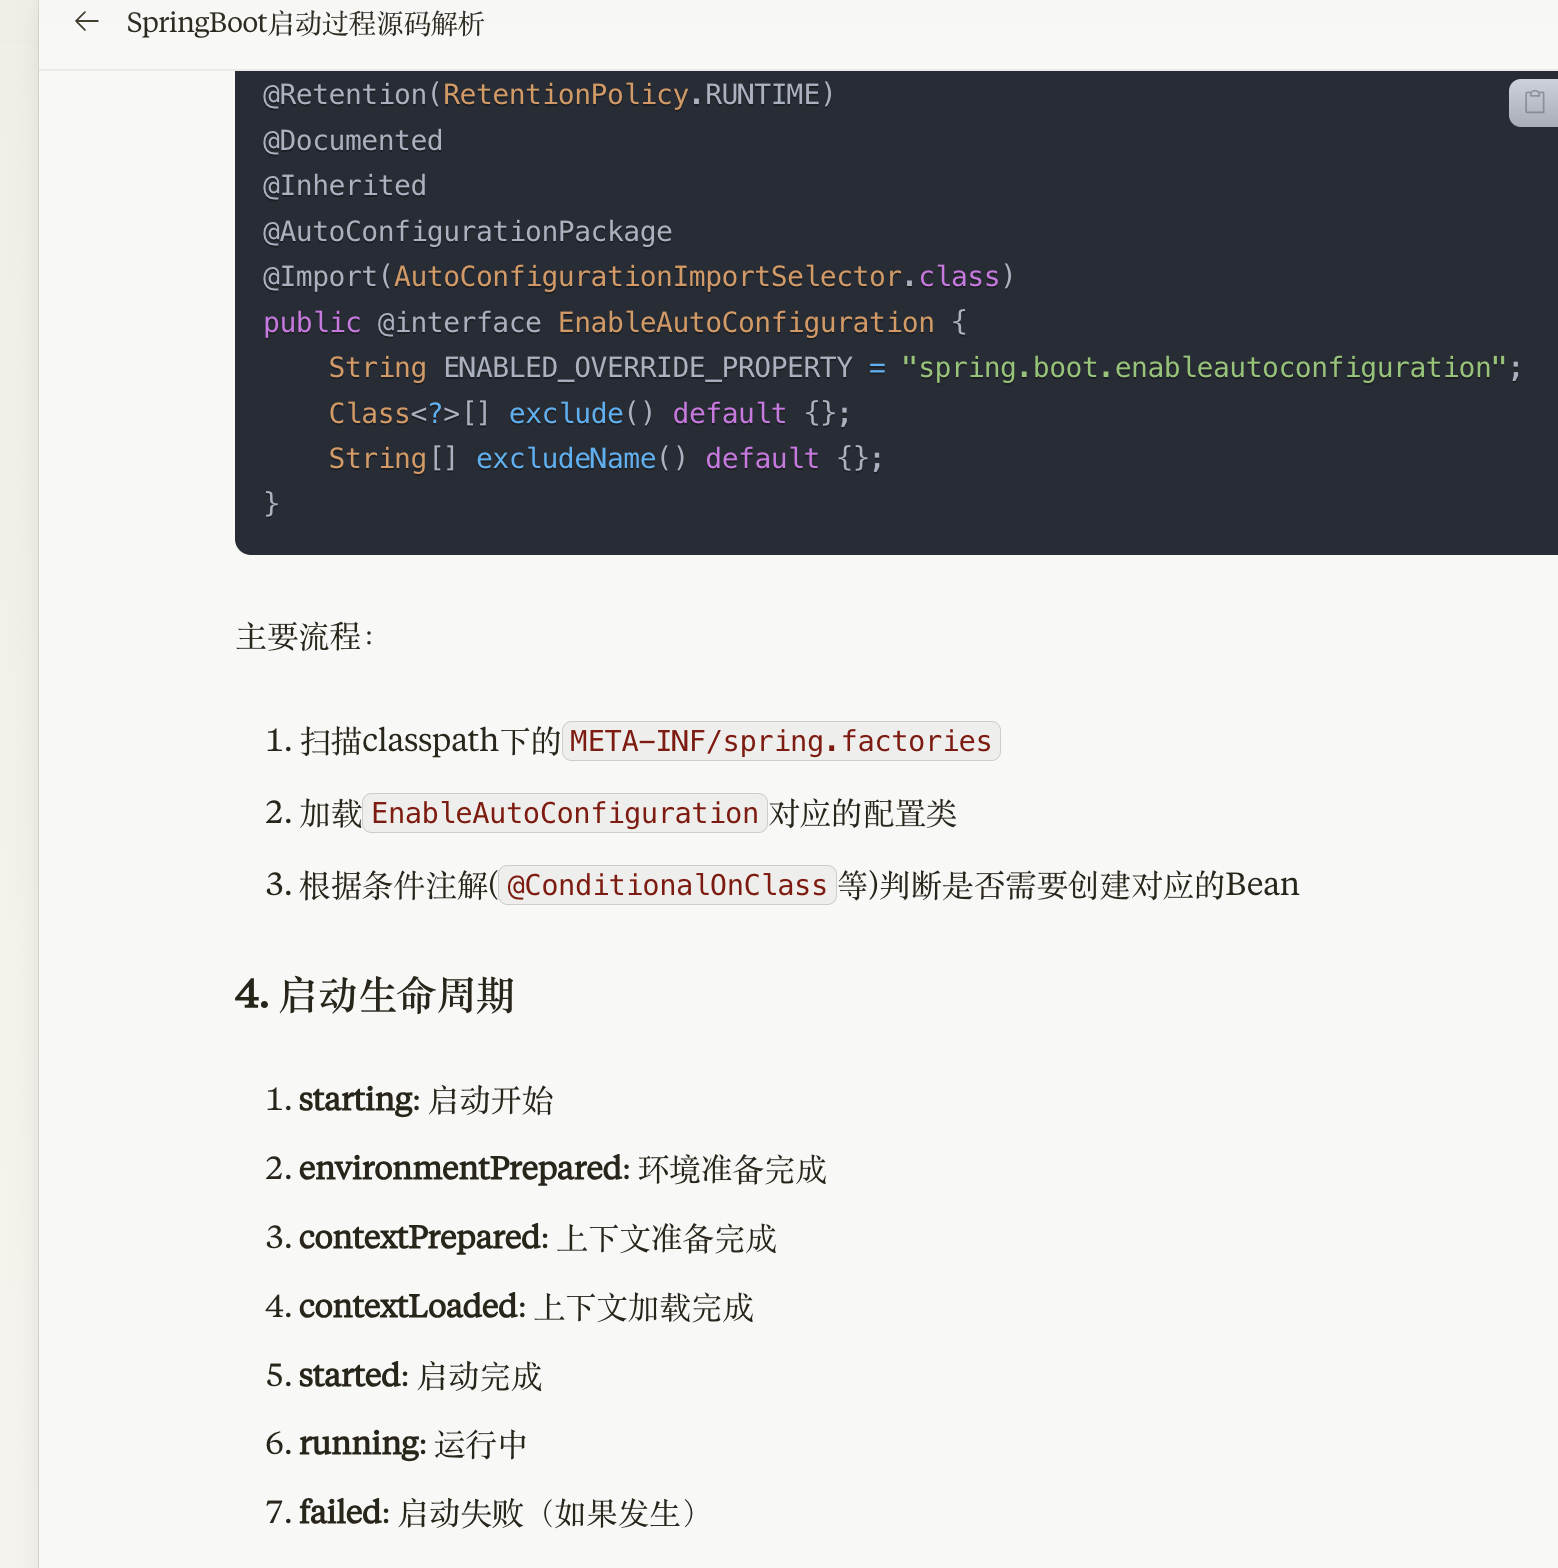 SpringBoot启动过程源码解析
@Retention(RetentionPolicy.RUNTIME)
@Documented
@Inherited
@AutoConfigurationPackage
@Import(AutoConfigurationImportSelector.class)
public @interface EnableAutoConfiguration {
    String ENABLED_OVERRIDE_PROPERTY = "spring.boot.enableautoconfiguration";
    Class<?>[] exclude() default {};
    String[] excludeName() default {};
}
主要流程：
1. 扫描classpath下的META-INF/spring.factories
2. 加载EnableAutoConfiguration对应的配置类
3. 根据条件注解(@ConditionalOnClass等)判断是否需要创建对应的Bean
4. 启动生命周期
1. starting: 启动开始
2. environmentPrepared: 环境准备完成
3. contextPrepared: 上下文准备完成
4. contextLoaded: 上下文加载完成
5. started: 启动完成
6. running: 运行中
7. failed: 启动失败（如果发生）